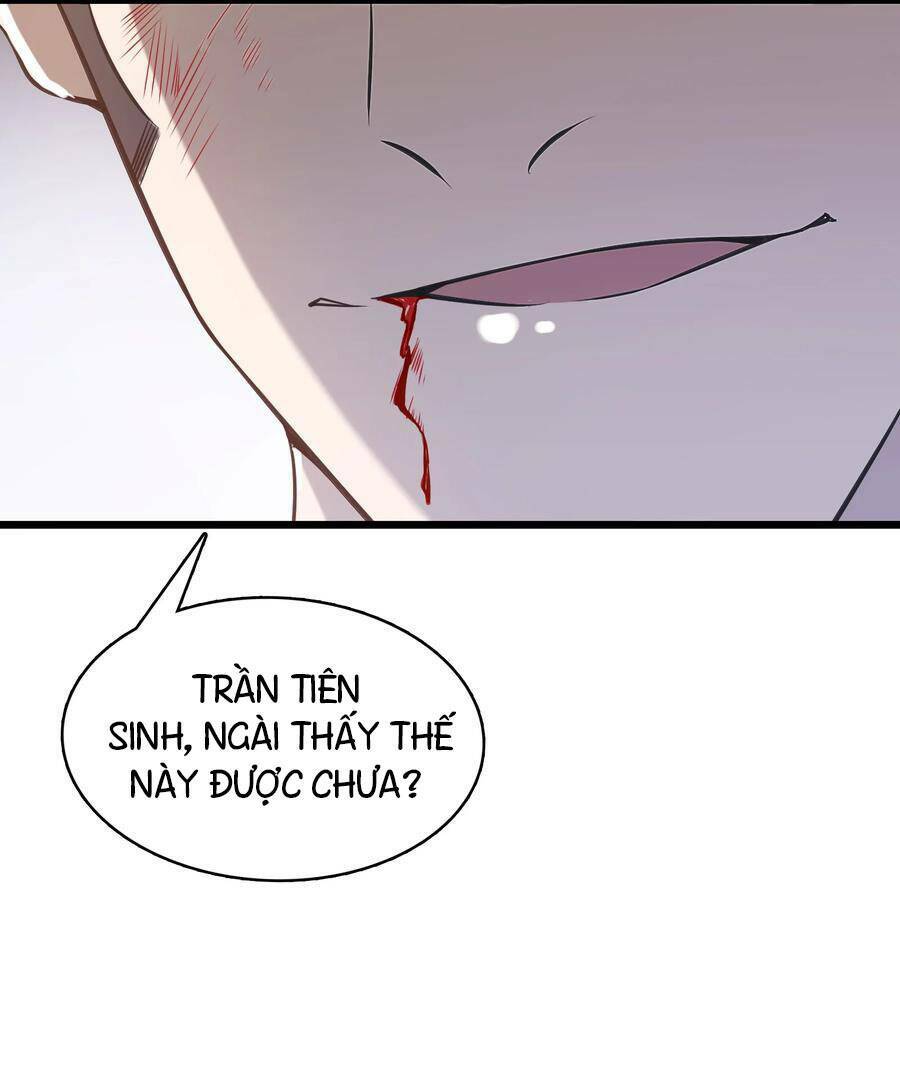 TRẦN TIÊN
SINH, NGÀI THẤY THẾ
NÀY ĐƯỢC CHƯA?